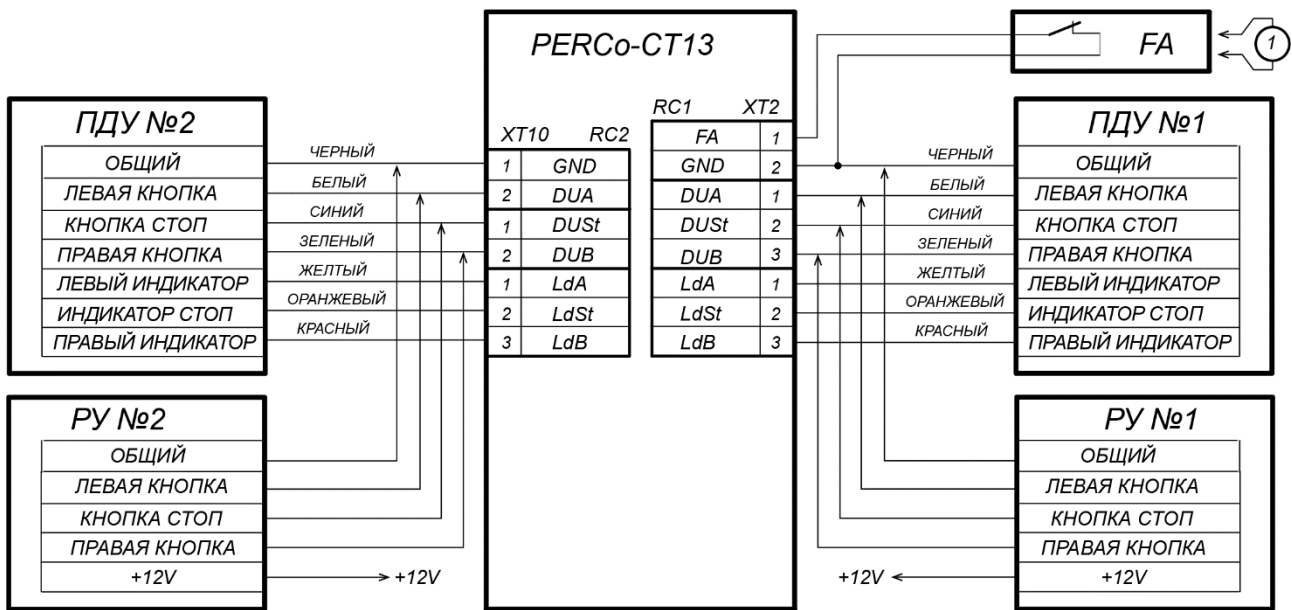 PERCo-CT13
FA
1
ПДУ №2
ОБЩИЙ
ЛЕВАЯ КНОПКА
КНОПКА СТОП
ПРАВАЯ КНОПКА
ЛЕВЫЙ ИНДИКАТОР
ИНДИКАТОР СТОП
ПРАВЫЙ ИНДИКАТОР
ЧЕРНЫЙ
БЕЛЫЙ
СИНИЙ
ЗЕЛЕНЫЙ
ЖЕЛТЫЙ
ОРАНЖЕВЫЙ
КРАСНЫЙ
XT10 RC2
1 GND
2 DUA
1 DUSt
2 DUB
1 LdA
2 LdSt
3 LdB
RC1 XT2
FA 1
GND 2
DUA 1
DUSt 2
DUB 3
LdA 1
LdSt 2
LdB 3
ЧЕРНЫЙ
БЕЛЫЙ
СИНИЙ
ЗЕЛЕНЫЙ
ЖЕЛТЫЙ
ОРАНЖЕВЫЙ
КРАСНЫЙ
ПДУ №1
ОБЩИЙ
ЛЕВАЯ КНОПКА
КНОПКА СТОП
ПРАВАЯ КНОПКА
ЛЕВЫЙ ИНДИКАТОР
ИНДИКАТОР СТОП
ПРАВЫЙ ИНДИКАТОР
РУ №2
ОБЩИЙ
ЛЕВАЯ КНОПКА
КНОПКА СТОП
ПРАВАЯ КНОПКА
+12V
+12V
РУ №1
ОБЩИЙ
ЛЕВАЯ КНОПКА
КНОПКА СТОП
ПРАВАЯ КНОПКА
+12V
+12V